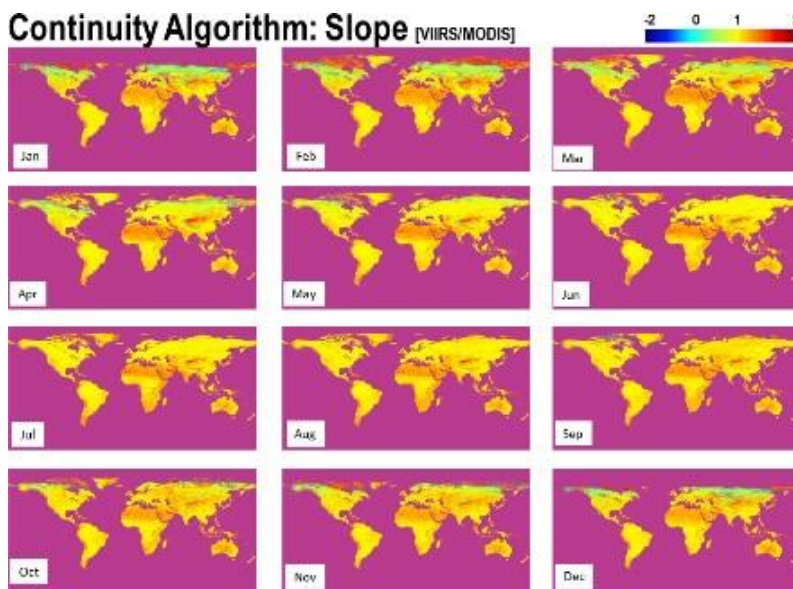 Continuity Algorithm: Slope [VIIRS/MODIS]
-2 0 1
Jan Feb Mar
Apr May Jun
Jul Aug Sep
Oct Nov Dec